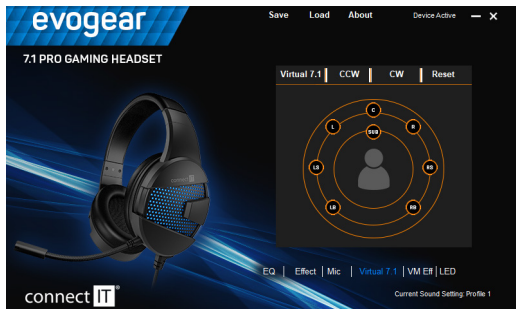 evogear
Save Load About Device Active
7.1 PRO GAMING HEADSET
Virtual 7.1 CCW CW Reset
C
L R
SUB
LS RS
LB RB
connect IT
EQ | Effect | Mic | Virtual 7.1 | VM Eff | LED
connect IT®
Current Sound Setting: Profile 1